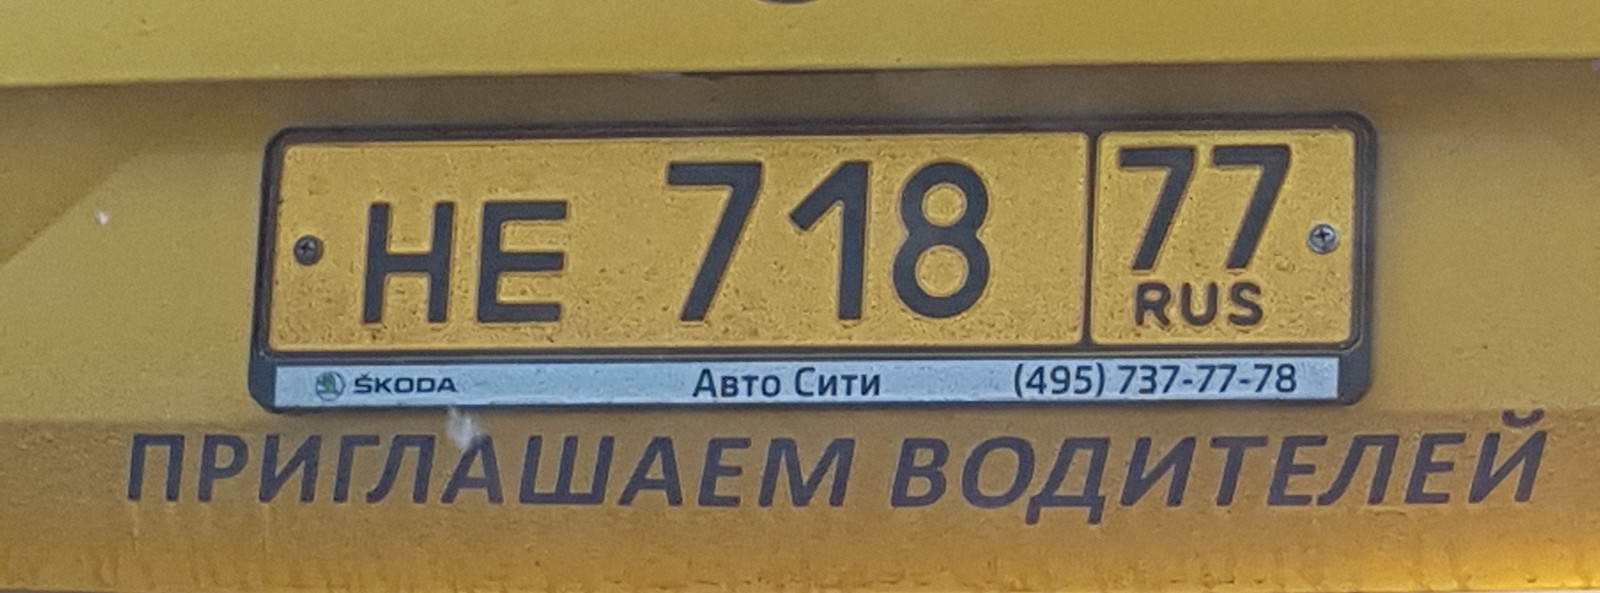 НЕ 718 77
RUS
ŠKODA Авто Сити (495) 737-77-78
ПРИГЛАШАЕМ ВОДИТЕЛЕЙ